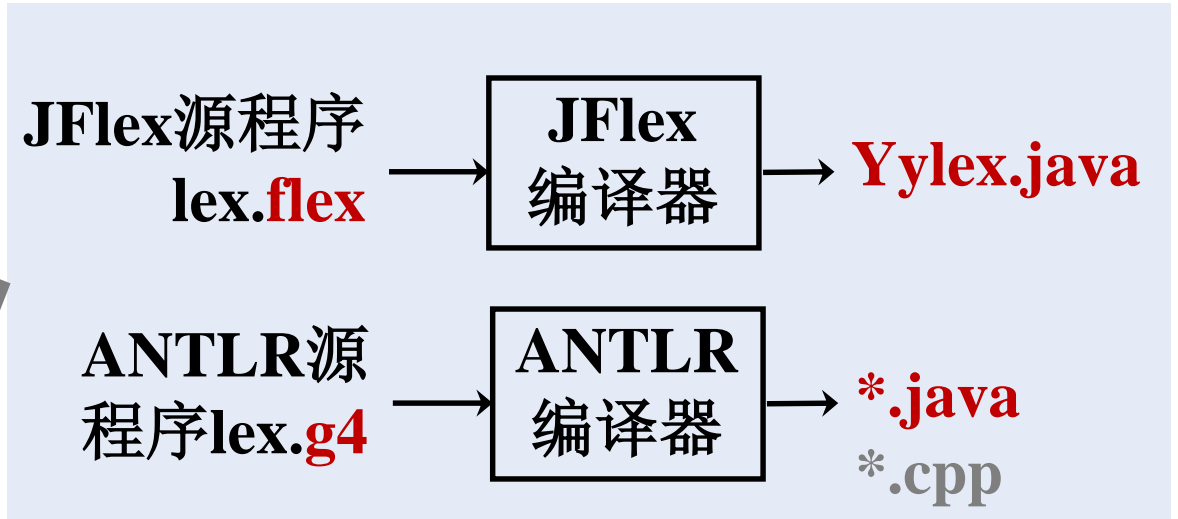 JFlex源程序
lex.flex
JFlex
编译器
Yylex.java
ANTLR源
程序lex.g4
ANTLR
编译器
*.java
*.cpp